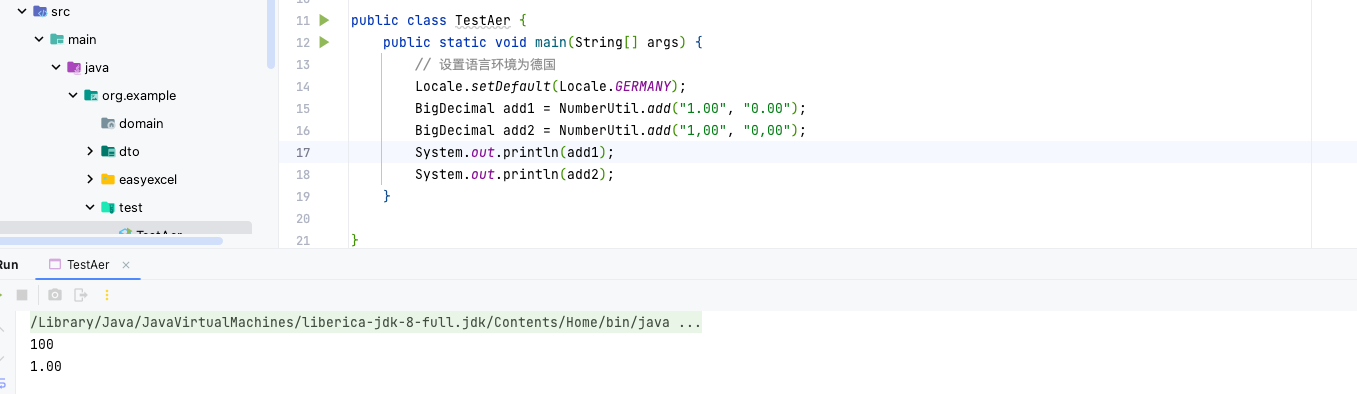 src
main
java
org.example
domain
dto
easyexcel
test
11 public class TestAer {
12 public static void main(String[] args) {
13 // 设置语言环境为德国
14 Locale.setDefault(Locale.GERMANY);
15 BigDecimal add1 = NumberUtil.add("1.00", "0.00");
16 BigDecimal add2 = NumberUtil.add("1,00", "0,00");
17 System.out.println(add1);
18 System.out.println(add2);
19 }
20
21 }
Run TestAer ×
/Library/Java/JavaVirtualMachines/liberica-jdk-8-full.jdk/Contents/Home/bin/java ...
100
1.00